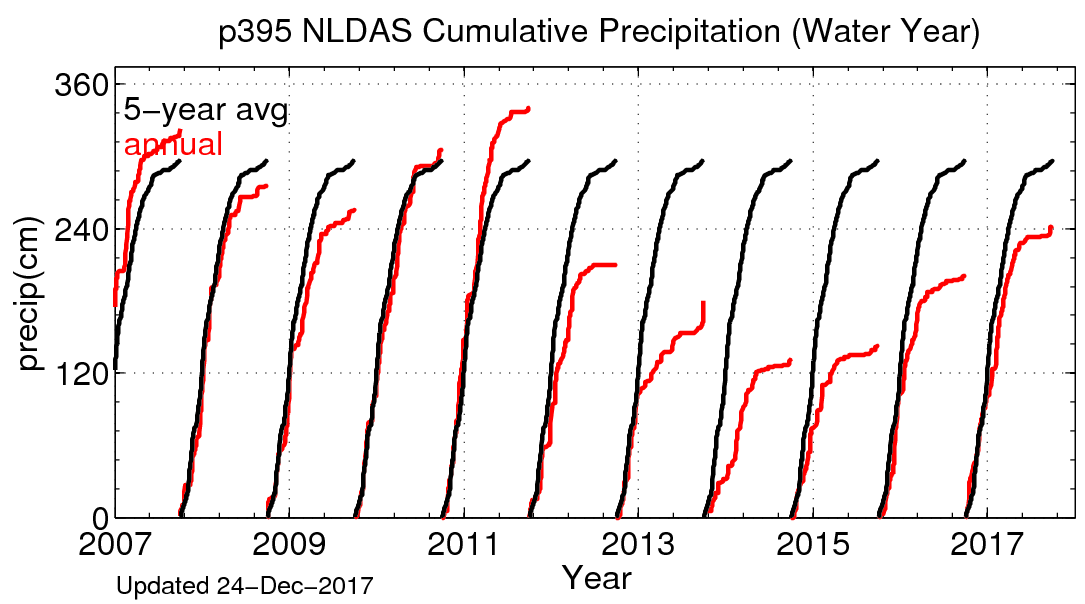 p395 NLDAS Cumulative Precipitation (Water Year)
360
5−year avg
annual
240
precip(cm)
120
0
2007 2009 2011 2013 2015 2017
Year
Updated 24−Dec−2017